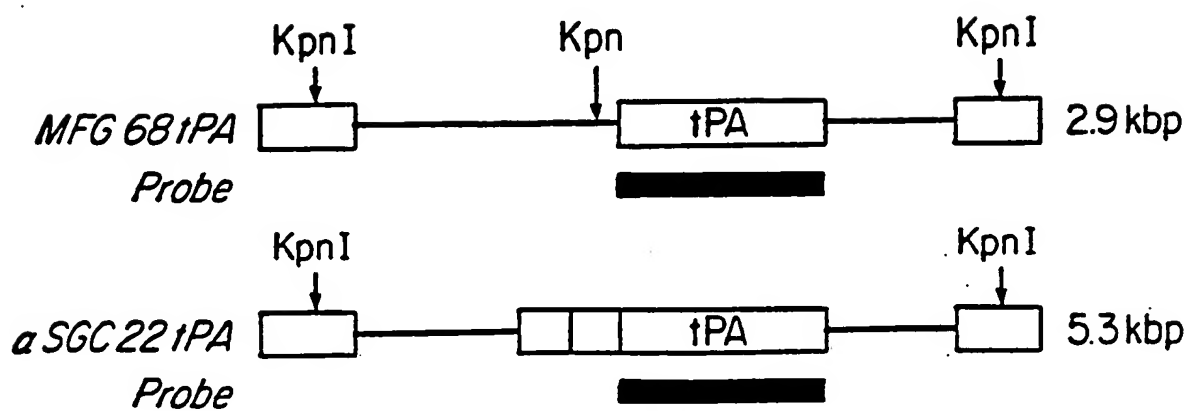 KpnI Kpn KpnI
MFG 68 tPA tPA 2.9 kbp
Probe
KpnI KpnI
α SGC 22 tPA tPA 5.3 kbp
Probe